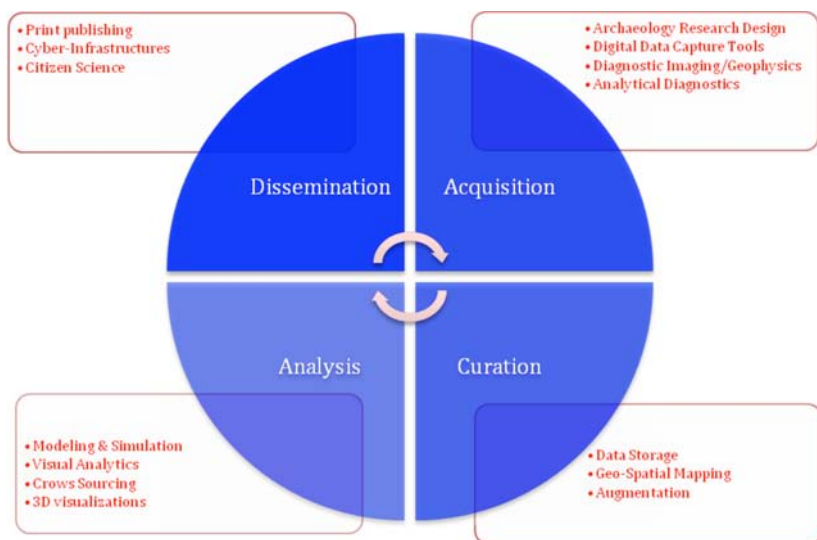 • Print publishing
• Cyber-Infrastructures
• Citizen Science
• Archaeology Research Design
• Digital Data Capture Tools
• Diagnostic Imaging/Geophysics
• Analytical Diagnostics
Dissemination
Acquisition
Analysis
Curation
• Modeling & Simulation
• Visual Analytics
• Crows Sourcing
• 3D visualizations
• Data Storage
• Geo-Spatial Mapping
• Augmentation